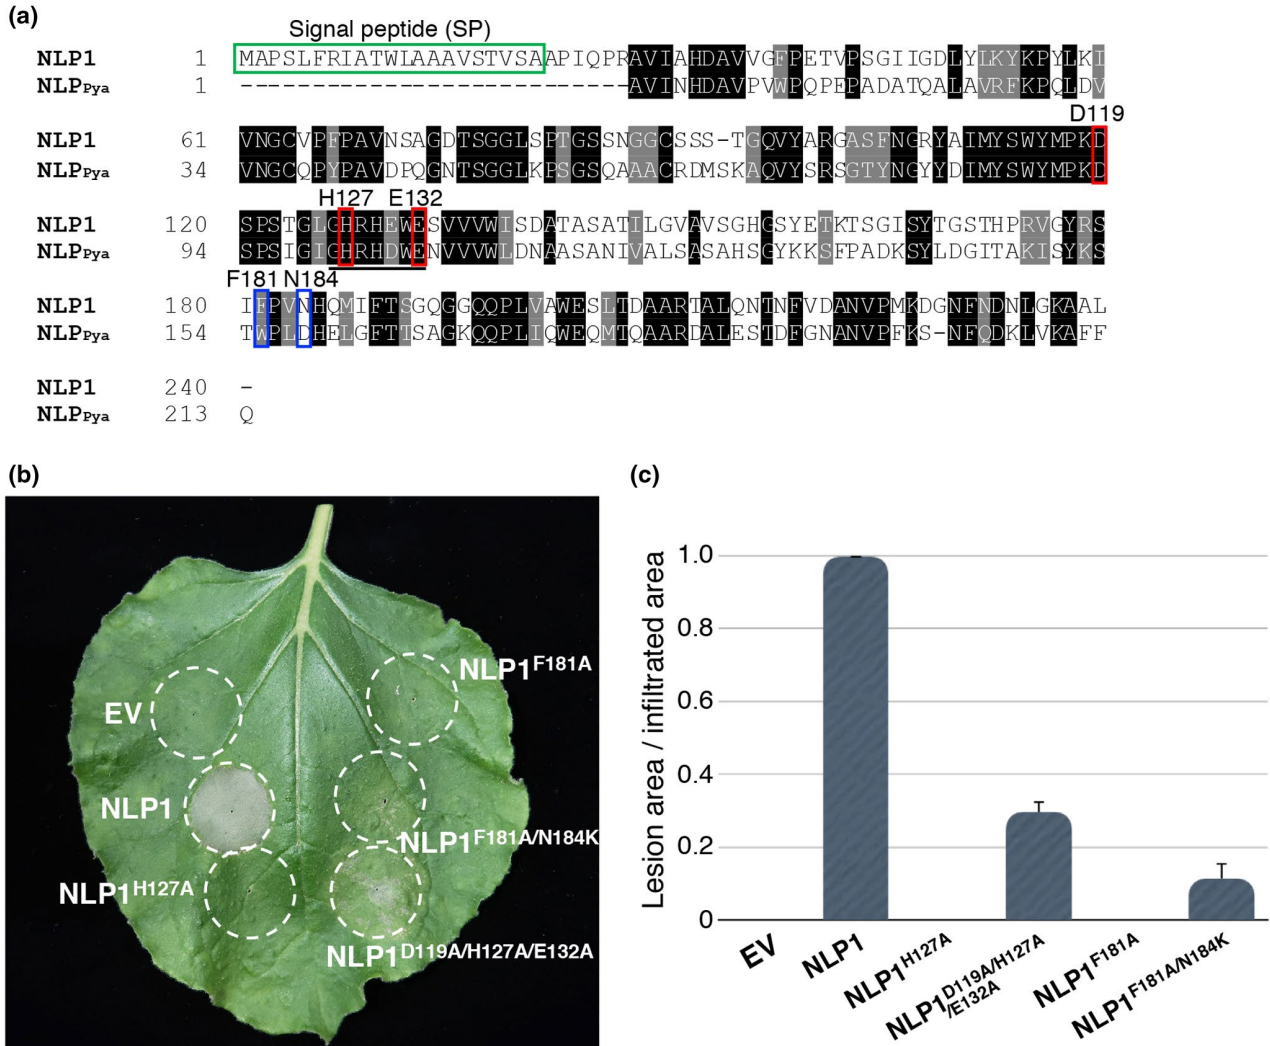 (a)
Signal peptide (SP)
NLP1 1 MAPSLFRIATWLAAAVSTVSAAPIQPRAVIAHDAVVGFPETVPSGIIGDLYLKYKPYLKI
NLPPya 1 ---------------------------AVINHDAVPVWPQPEPADATQALAVRFKPQLDV
D119
NLP1 61 VNGCVPFPAVNSAGDTSGGLSPTGSSNGGCSSS-TGQVYARGASFNGRYAIMYSWYMPKD
NLPPya 34 VNGCQPYPAVDPQGNTSGGLKPSGSQAAACRDMSKAQVYSRSGTYNGYYDIMYSWYMPKD
H127 E132
NLP1 120 SPSTGLGHRHEWESVVVWISDATASATILGVAVSGHGSYETKTSGISYTGSTHPRVGYRS
NLPPya 94 SPSIGIGHRHDWENVVVWLDNAASANIVALSASAHSGYKKSFPADKSYLDGITAKISYKS
F181 N184
NLP1 180 IFPVNHQMIFTSGQGGQQPLVAWESLTDAARTALQNTNFVDANVPMKDGNFNDNLGKAAL
NLPPya 154 TWPLDHELGFTTSAGKQQPLIQWEQMTQAARDALESTDFGNANVPFKS-NFQDKLVKAFF
NLP1 240 -
NLPPya 213 Q
(b)
NLP1F181A
EV
NLP1
NLP1F181A/N184K
NLP1H127A
NLP1D119A/H127A/E132A
(c)
Lesion area / infiltrated area
1.0
0.8
0.6
0.4
0.2
0
EV
NLP1
NLP1H127A
NLP1D119A/H127A
/E132A
NLP1F181A
NLP1F181A/N184K